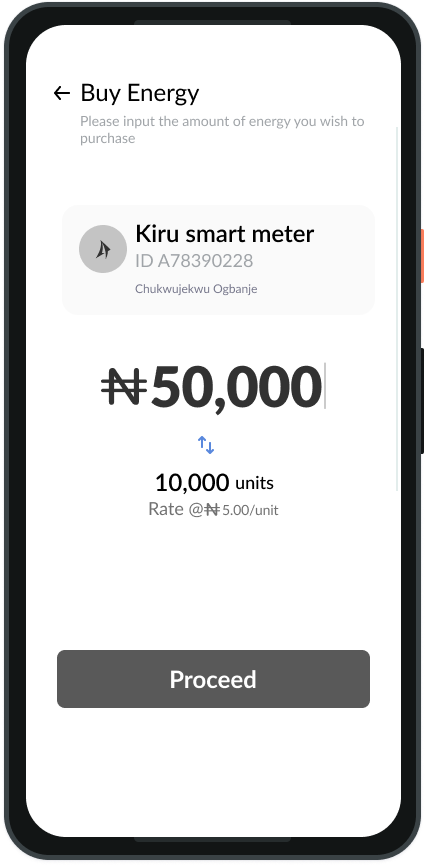 Buy Energy
Please input the amount of energy you wish to
purchase
Kiru smart meter
ID A78390228
Chukwujekwu Ogbanje
₦50,000
10,000 units
Rate @₦5.00/unit
Proceed